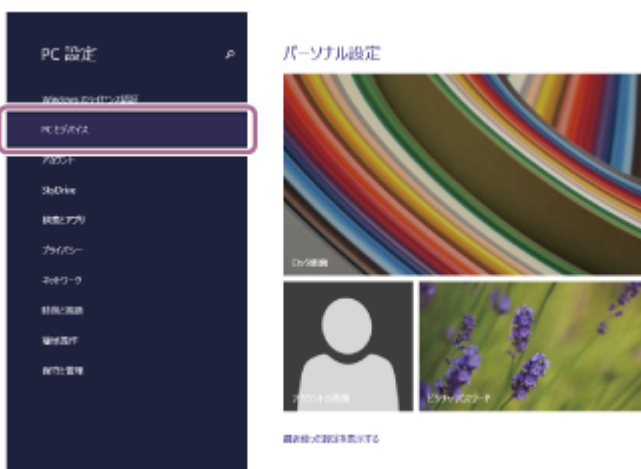 PC 設定
Windows のライセンス認証
PC とデバイス
アカウント
SkyDrive
検索とアプリ
プライバシー
ネットワーク
時刻と言語
簡単操作
保守と管理
パーソナル設定
ロック画面
アカウントの画像
ピクチャ パスワード
最近使った設定を表示する